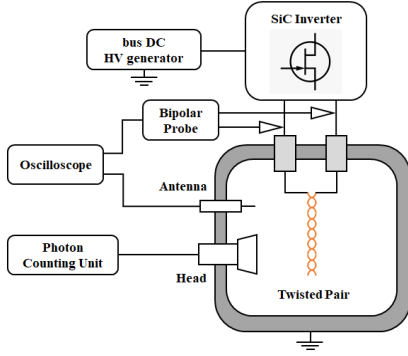 SiC Inverter
bus DC
HV generator
Bipolar
Probe
Oscilloscope
Antenna
Photon
Counting Unit
Head
Twisted Pair